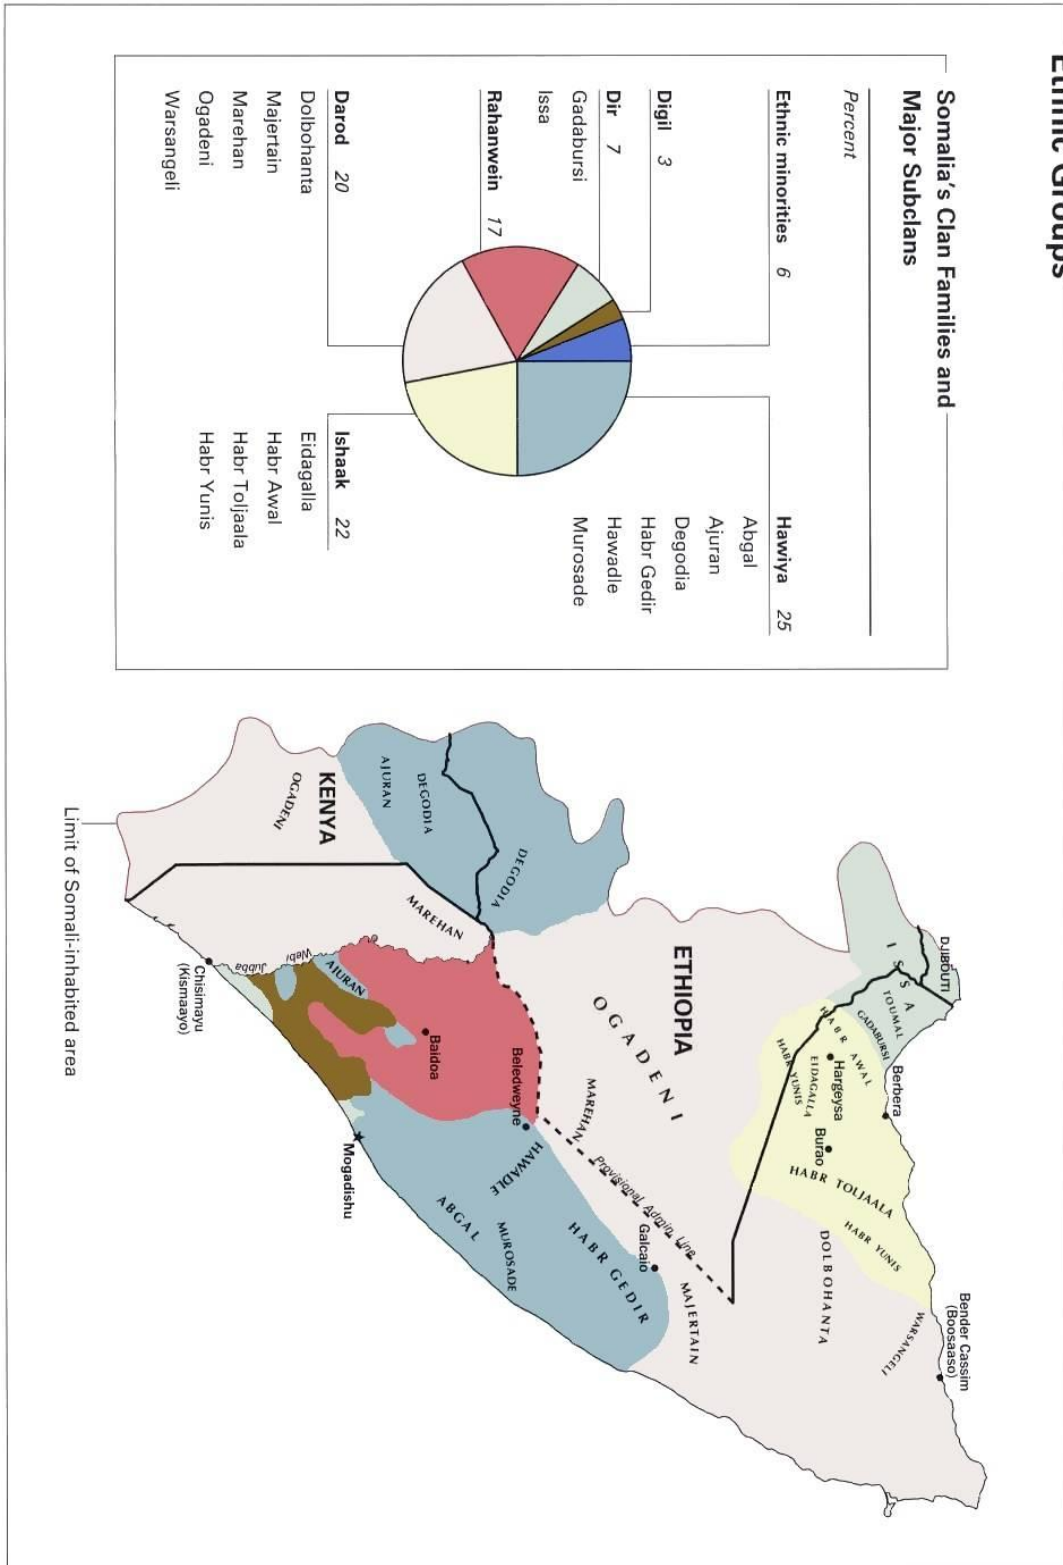 Ethnic Groups
Somalia's Clan Families and
Major Subclans
Percent
Ethnic minorities 6
Digil 3
Dir 7
Gadabursi
Issa
Rahanwein 17
Darod 20
Dolbohanta
Majertain
Marehan
Ogadeni
Warsangeli
Hawiya 25
Abgal
Ajuran
Degodia
Habr Gedir
Hawadle
Murosade
Ishaak 22
Eidagalla
Habr Awal
Habr Toljaala
Habr Yunis
DJIBOUTI
ISSA
TOUMAL
GADABURSI
Berbera
HABR AWAL
Hargeysa
EIDAGALLA
HABR YUNIS
Burao
HABR TOLJAALA
HABR YUNIS
Bender Cassim
(Boosaaso)
WARSANGELI
DOLBOHANTA
ETHIOPIA
OGADENI
MAREHAN
Provisional Admin Line
MAJERTAIN
Galcaio
HABR GEDIR
Beledweyne
HAWADLE
MUROSADE
ABGAL
DEGODIA
DEGODIA
AJURAN
KENYA
OGADENI
MAREHAN
Baidoa
AJURAN
Webi
Jubba
Mogadishu
Chisimayu
(Kismaayo)
Limit of Somali-inhabited area